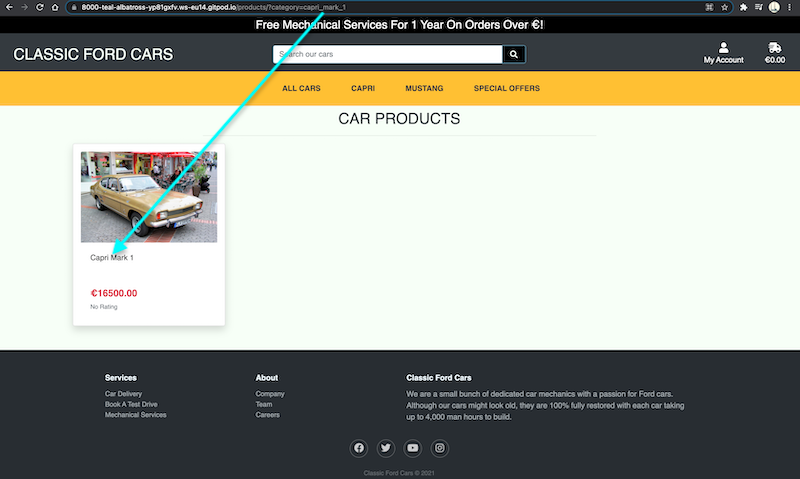 8000-teal-albatross-yp81gxfv.ws-eu14.gitpod.io/products/?category=capri_mark_1
Free Mechanical Services For 1 Year On Orders Over €!
CLASSIC FORD CARS
Search our cars
My Account
€0.00
ALL CARS CAPRI MUSTANG SPECIAL OFFERS
CAR PRODUCTS
Capri Mark 1
€16500.00
No Rating
Services
Car Delivery
Book A Test Drive
Mechanical Services
About
Company
Team
Careers
Classic Ford Cars
We are a small bunch of dedicated car mechanics with a passion for Ford cars.
Although our cars might look old, they are 100% fully restored with each car taking
up to 4,000 man hours to build.
Classic Ford Cars © 2021